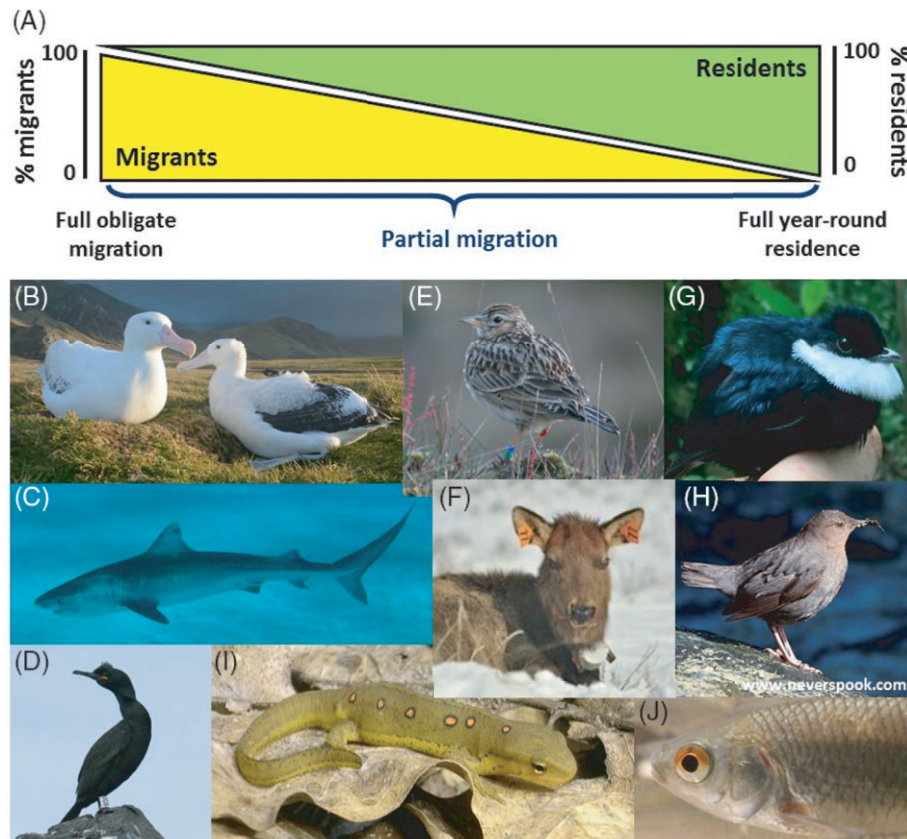 (A)
100
% migrants
0
Migrants
Residents
100
% residents
0
Full obligate
migration
Partial migration
Full year-round
residence
(B)
(E)
(G)
(C)
(F)
(H)
www.neverspook.com
(D)
(I)
(J)